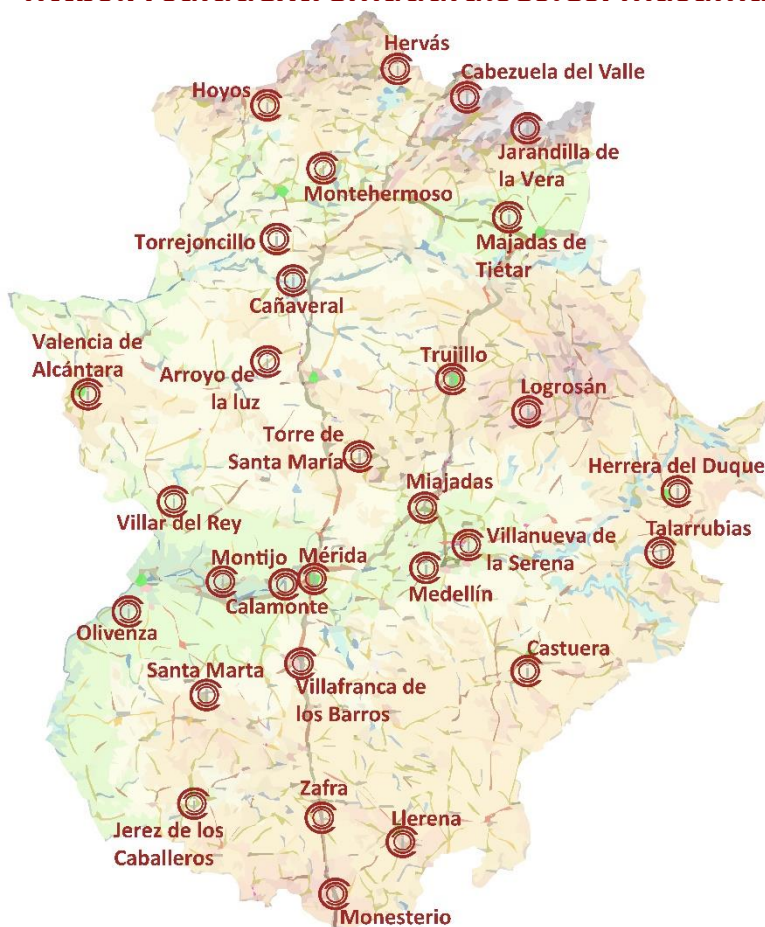 Hervás
Cabezuela del Valle
Hoyos
Jarandilla de
la Vera
Montehermoso
Torrejoncillo
Majadas de
Tiétar
Cañaveral
Valencia de
Alcántara
Trujillo
Arroyo de
la luz
Logrosán
Torre de
Santa María
Herrera del Duque
Miajadas
Villar del Rey
Villanueva de
la Serena
Talarrubias
Montijo
Mérida
Calamonte
Medellín
Olivenza
Castuera
Santa Marta
Villafranca de
los Barros
Zafra
Llerena
Jerez de los
Caballeros
Monesterio